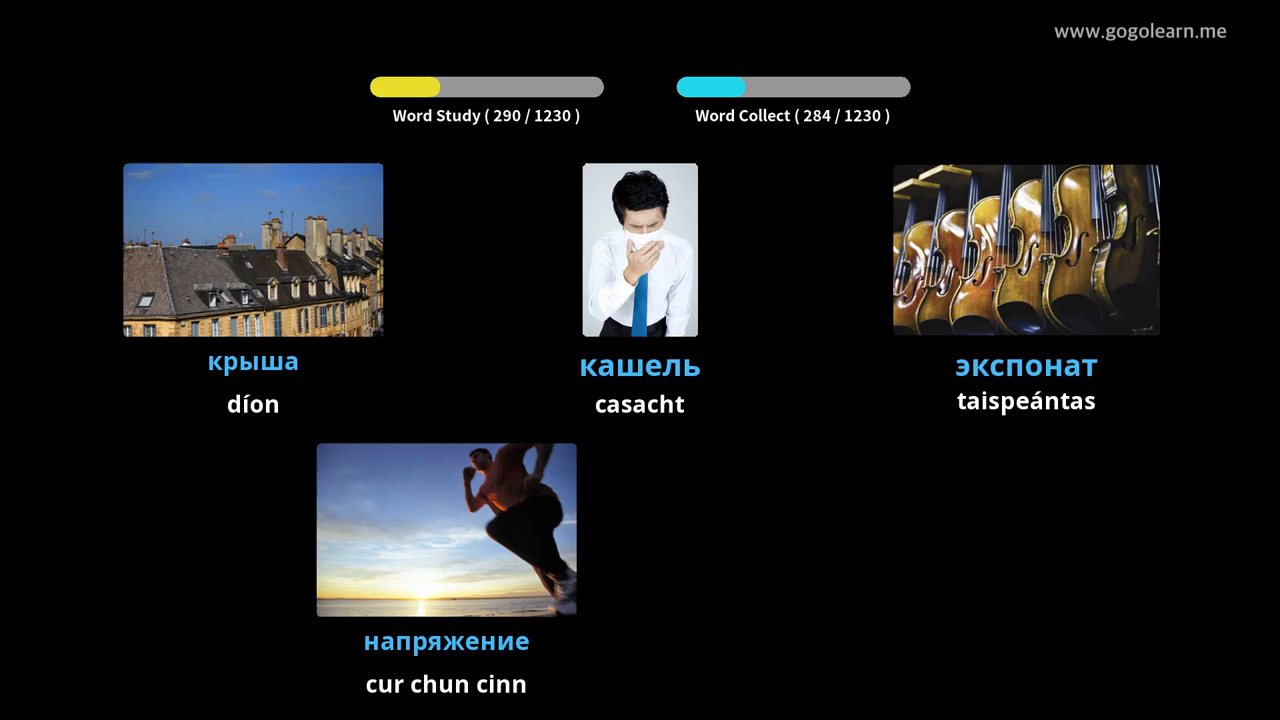 www.gogolearn.me
Word Study ( 290 / 1230 )
Word Collect ( 284 / 1230 )
крыша
díon
кашель
casacht
экспонат
taispeántas
напряжение
cur chun cinn